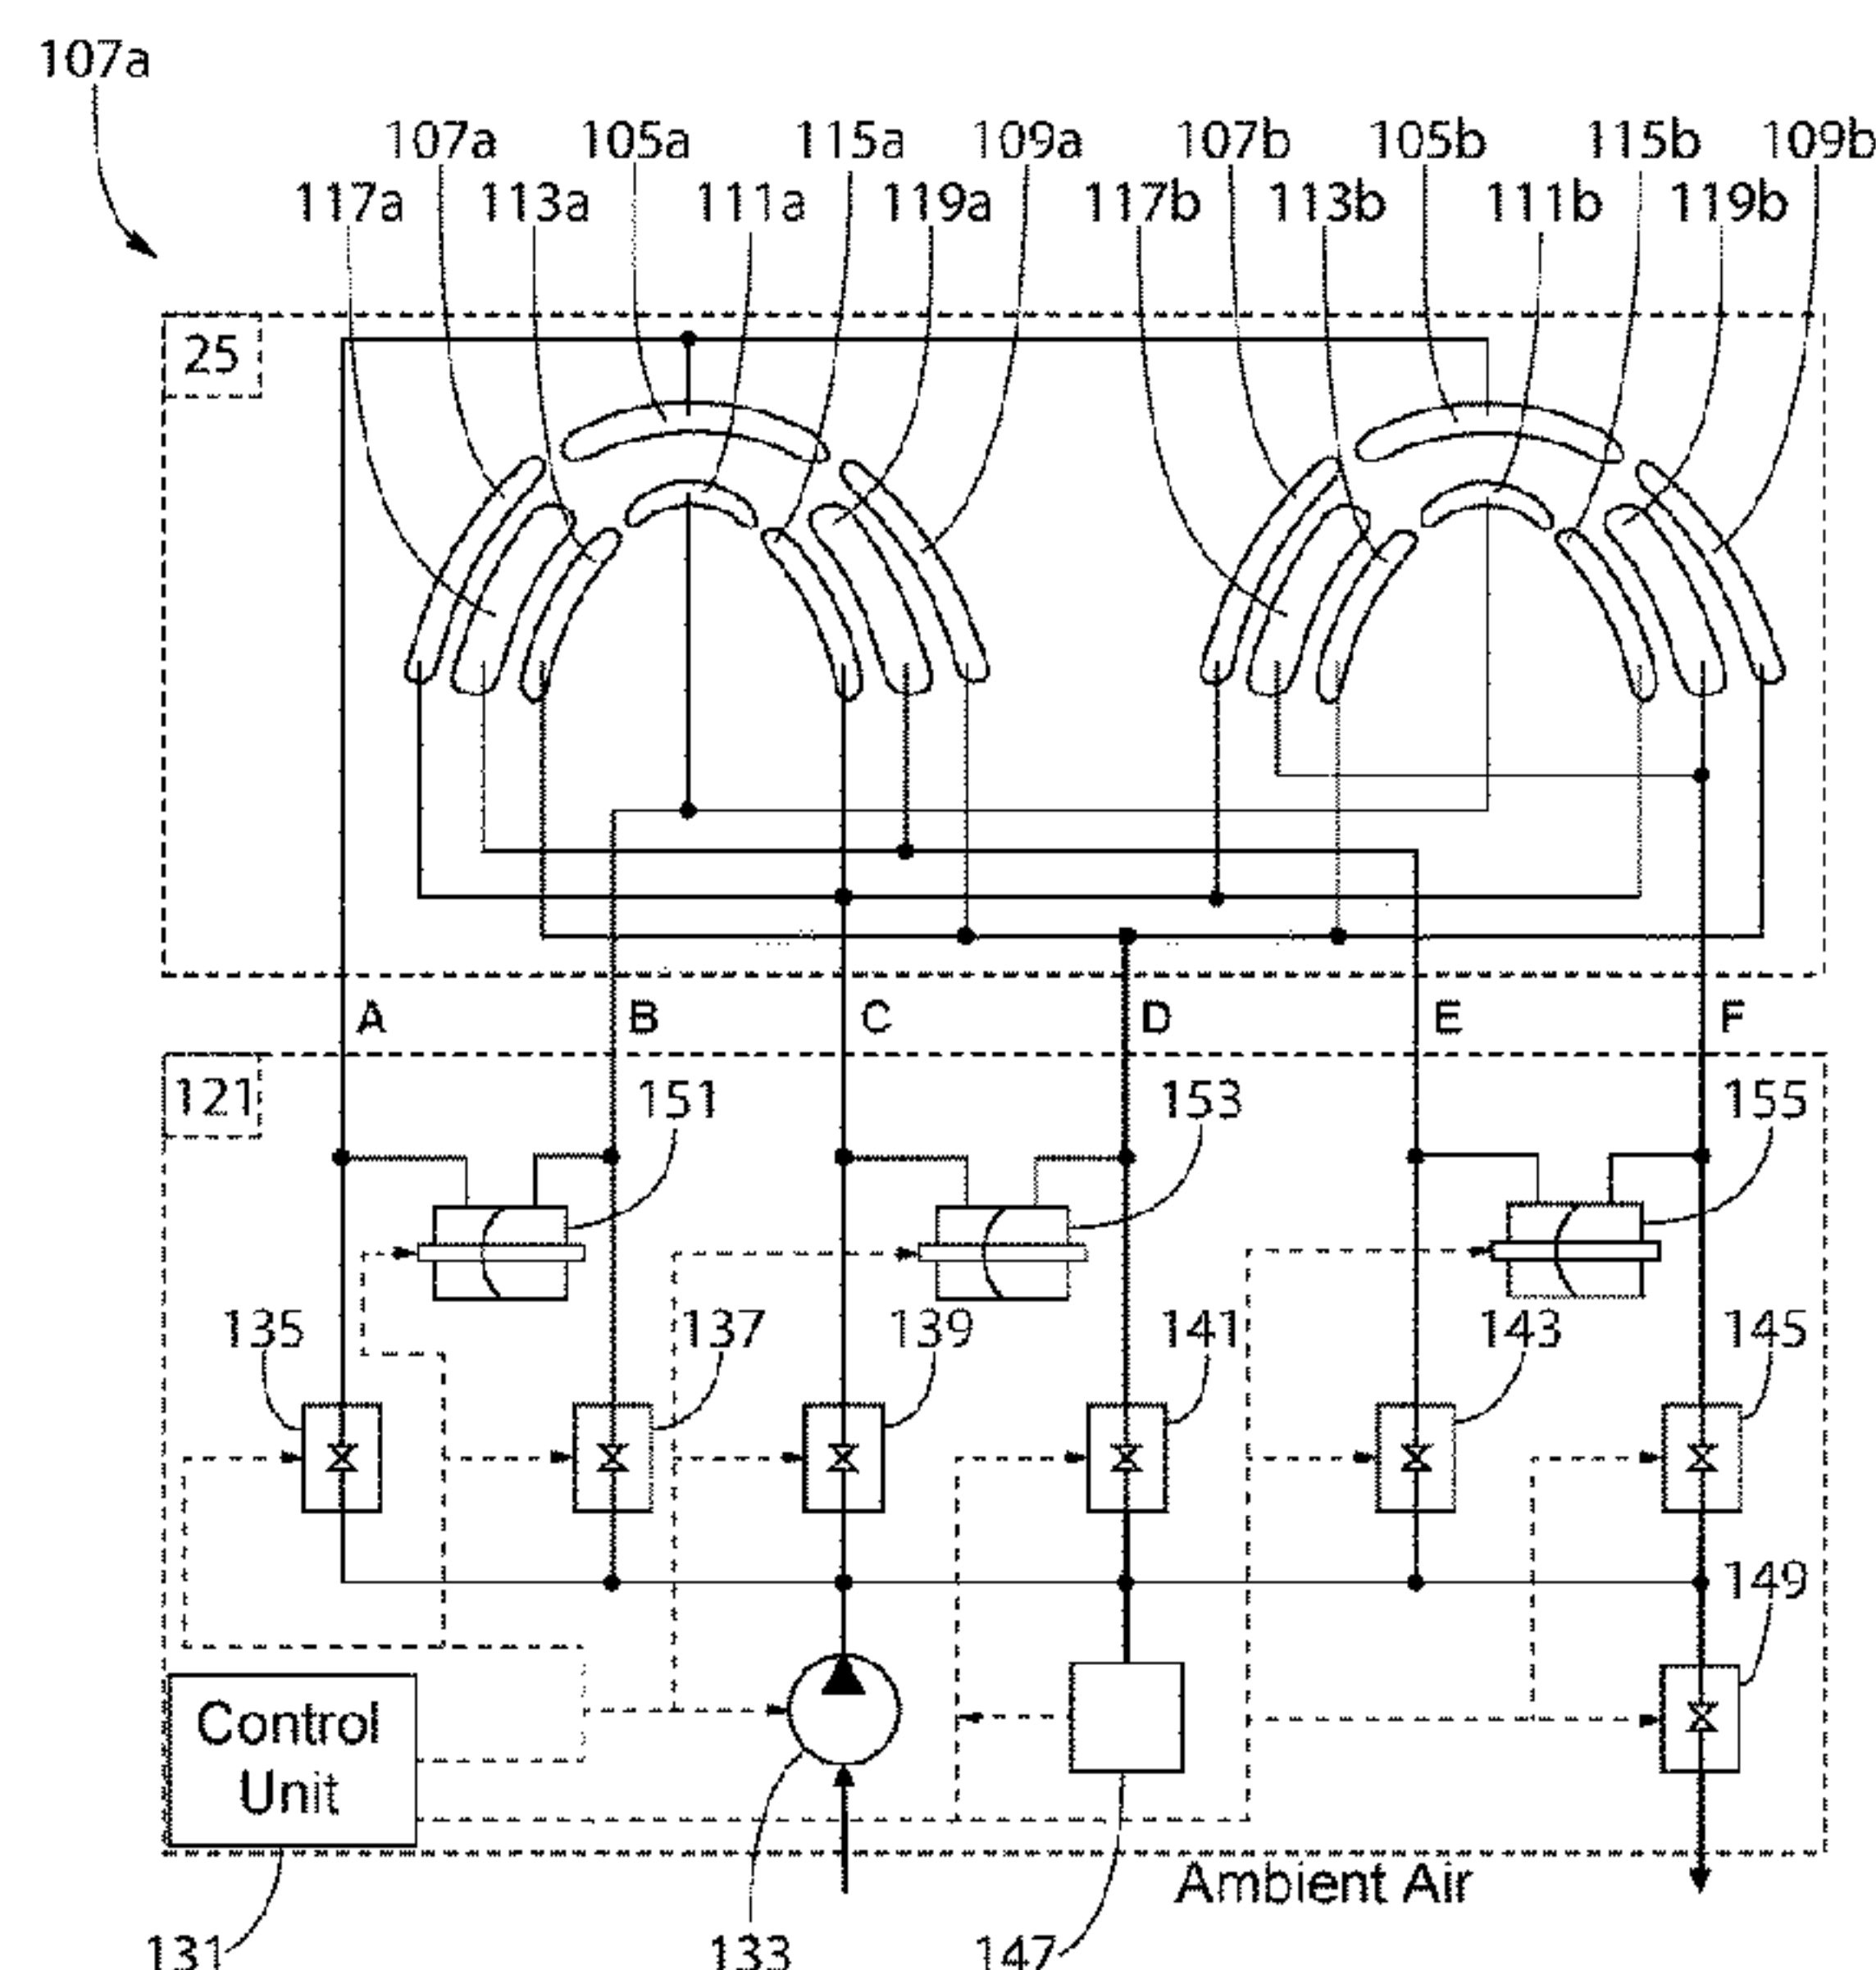 107a
107a 105a 115a 109a 107b 105b 115b 109b
117a 113a 111a 119a 117b 113b 111b 119b
25
A B C D E F
121 151 153 155
135 137 139 141 143 145
149
Control
Unit
Ambient Air
131 133 147